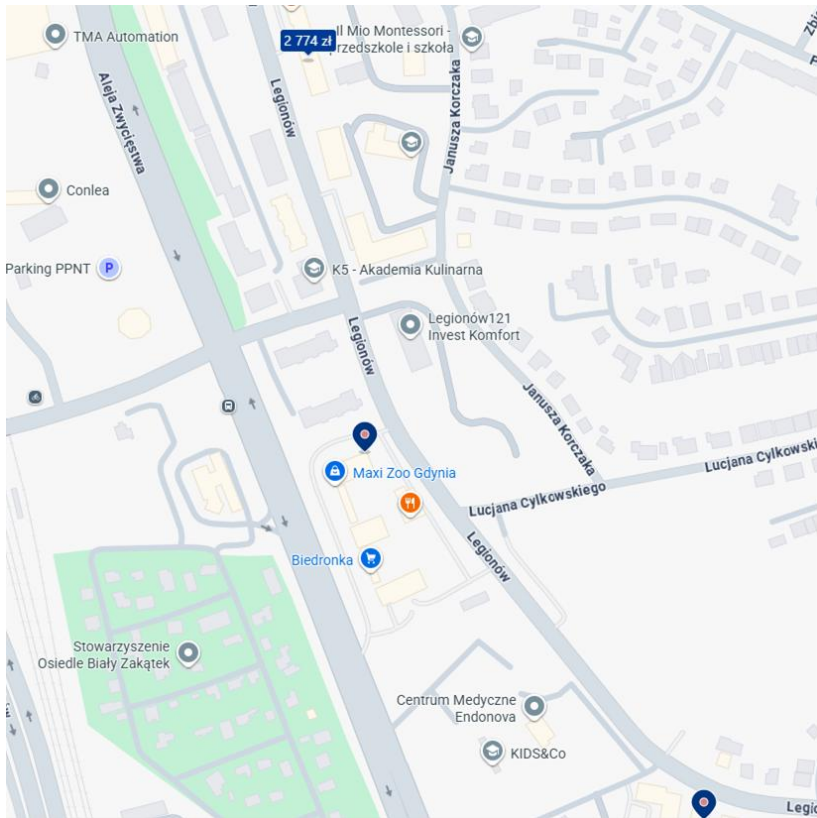 TMA Automation
2 774 zł
Il Mio Montessori -
przedszkole i szkoła
Aleja Zwycięstwa
Legionów
Janusza Korczaka
Conlea
Parking PPNT
P
K5 - Akademia Kulinarna
Legionów
Legionów121
Invest Komfort
Janusza Korczaka
Maxi Zoo Gdynia
Lucjana Cylkowski
Lucjana Cylkowskiego
Biedronka
Legionów
Stowarzyszenie
Osiedle Biały Zakątek
Centrum Medyczne
Endonova
KIDS&Co
Legio